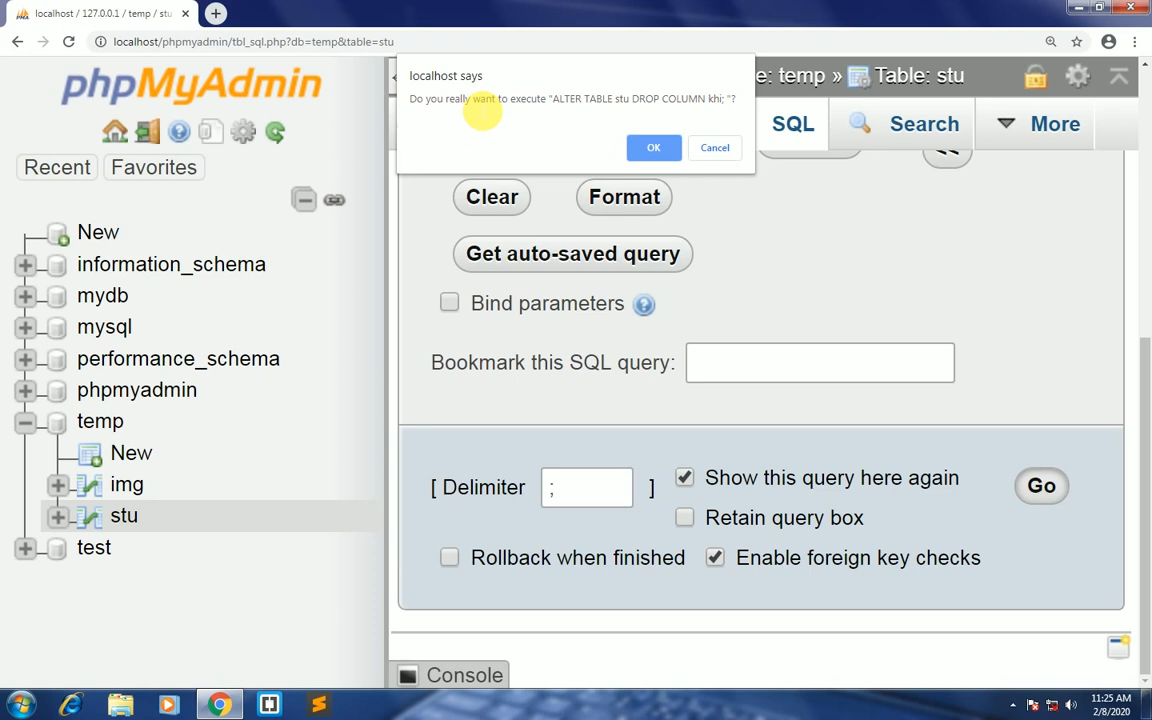 localhost / 127.0.0.1 / temp / stu
localhost/phpmyadmin/tbl_sql.php?db=temp&table=stu
phpMyAdmin
Recent
Favorites
New
information_schema
mydb
mysql
performance_schema
phpmyadmin
temp
New
img
stu
test
localhost says
Do you really want to execute "ALTER TABLE stu DROP COLUMN khi; "?
OK
Cancel
e: temp » Table: stu
SQL
Search
More
<<
Clear
Format
Get auto-saved query
Bind parameters
Bookmark this SQL query:
[ Delimiter ; ]
Show this query here again
Retain query box
Rollback when finished
Enable foreign key checks
Go
Console
11:25 AM
2/8/2020